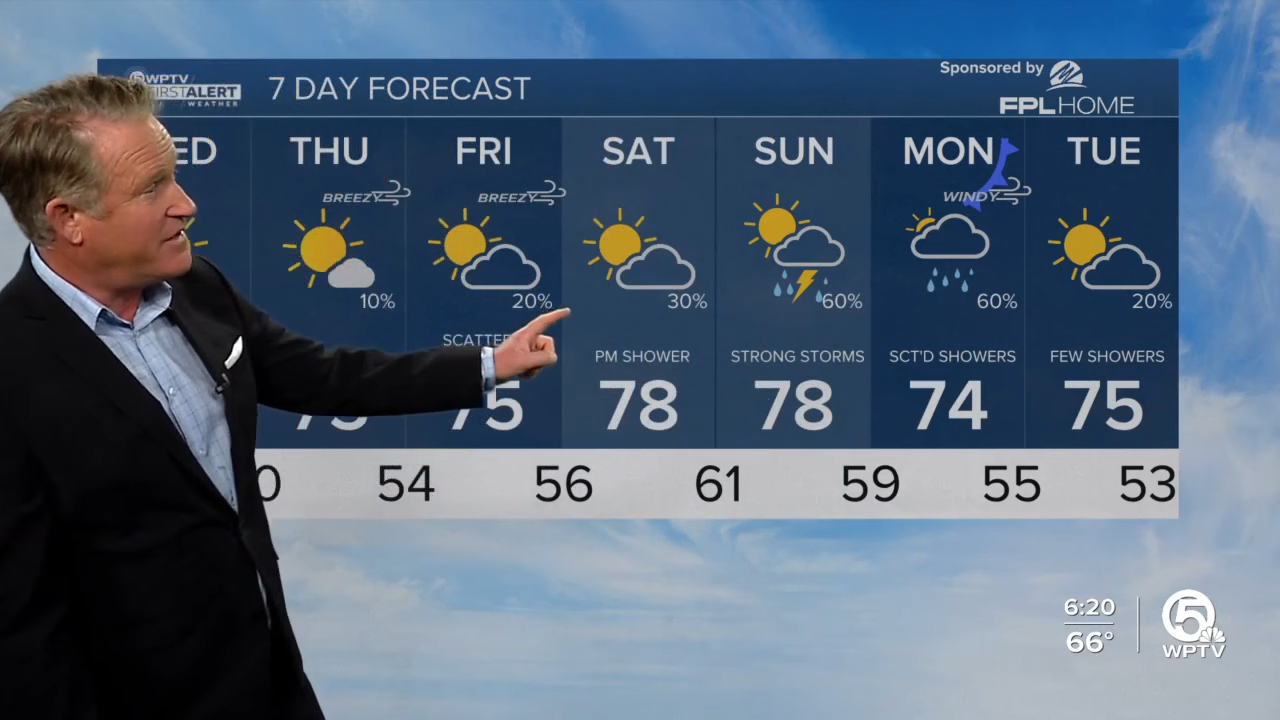 5 WPTV
FIRST ALERT
WEATHER
7 DAY FORECAST
Sponsored by
FPL HOME
THU
FRI
SAT
SUN
MON
TUE
BREEZY
BREEZY
WINDY
10%
20%
30%
60%
60%
20%
PM SHOWER
STRONG STORMS
SCT'D SHOWERS
FEW SHOWERS
75
78
78
74
75
54
56
61
59
55
53
6:20
66°
5
WPTV